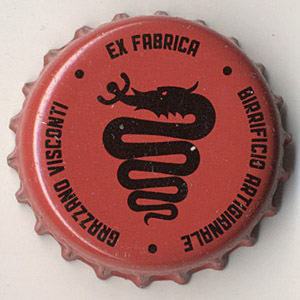 EX FABRICA
BIRRIFICIO ARTIGIANALE
GRAZZANO VISCONTI